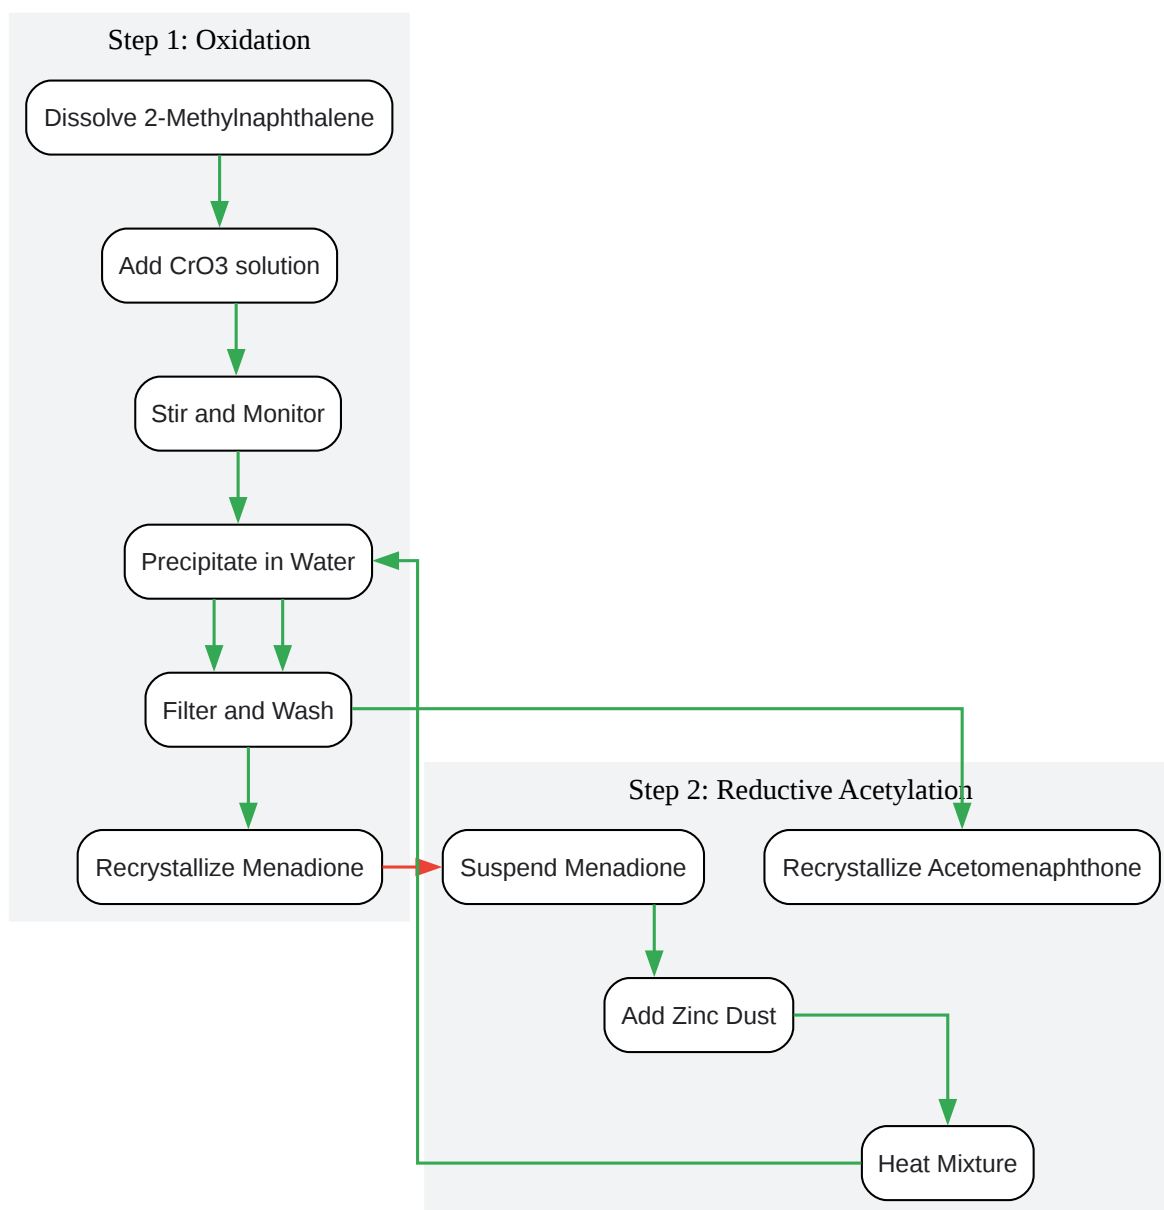 Step 1: Oxidation
Dissolve 2-Methylnaphthalene
Add CrO3 solution
Stir and Monitor
Precipitate in Water
Filter and Wash
Recrystallize Menadione
Step 2: Reductive Acetylation
Suspend Menadione
Recrystallize Acetomenaphthone
Add Zinc Dust
Heat Mixture